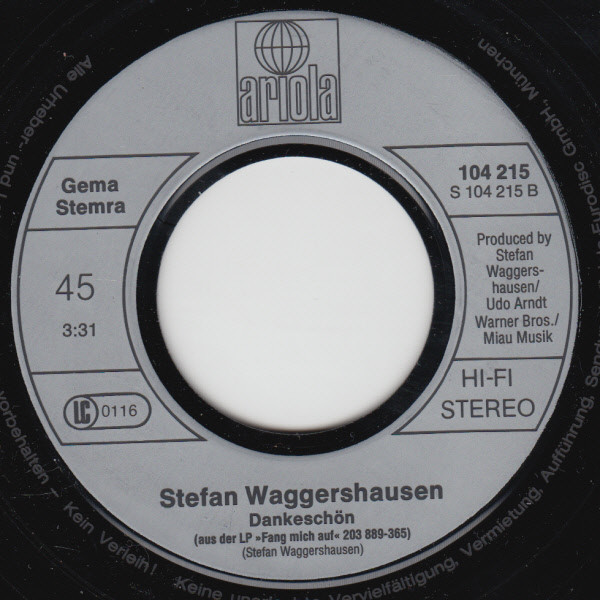 ariola
Gema
Stemra
45
3:31
LC 0116
104 215
S 104 215 B
Produced by
Stefan
Waggers-
hausen/
Udo Arndt
Warner Bros./
Miau Musik
HI-FI
STEREO
Stefan Waggershausen
Dankeschön
(aus der LP »Fang mich auf« 203 889-365)
(Stefan Waggershausen)
Alle Urheber- und
Eurodisc GmbH, München
vorbehalten – Kein Verleih! Keine Vervielfältigung, Vermietung, Aufführung,